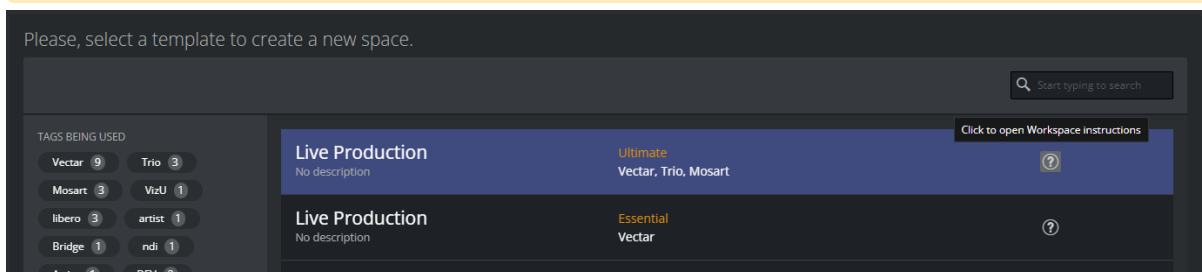 Please, select a template to create a new space.
Start typing to search
Click to open Workspace instructions
TAGS BEING USED
Vectar 9 Trio 3
Mosart 3 VizU 1
libero 3 artist 1
Bridge 1 ndi 1
Live Production
No description
Ultimate
Vectar, Trio, Mosart
?
Live Production
No description
Essential
Vectar
?